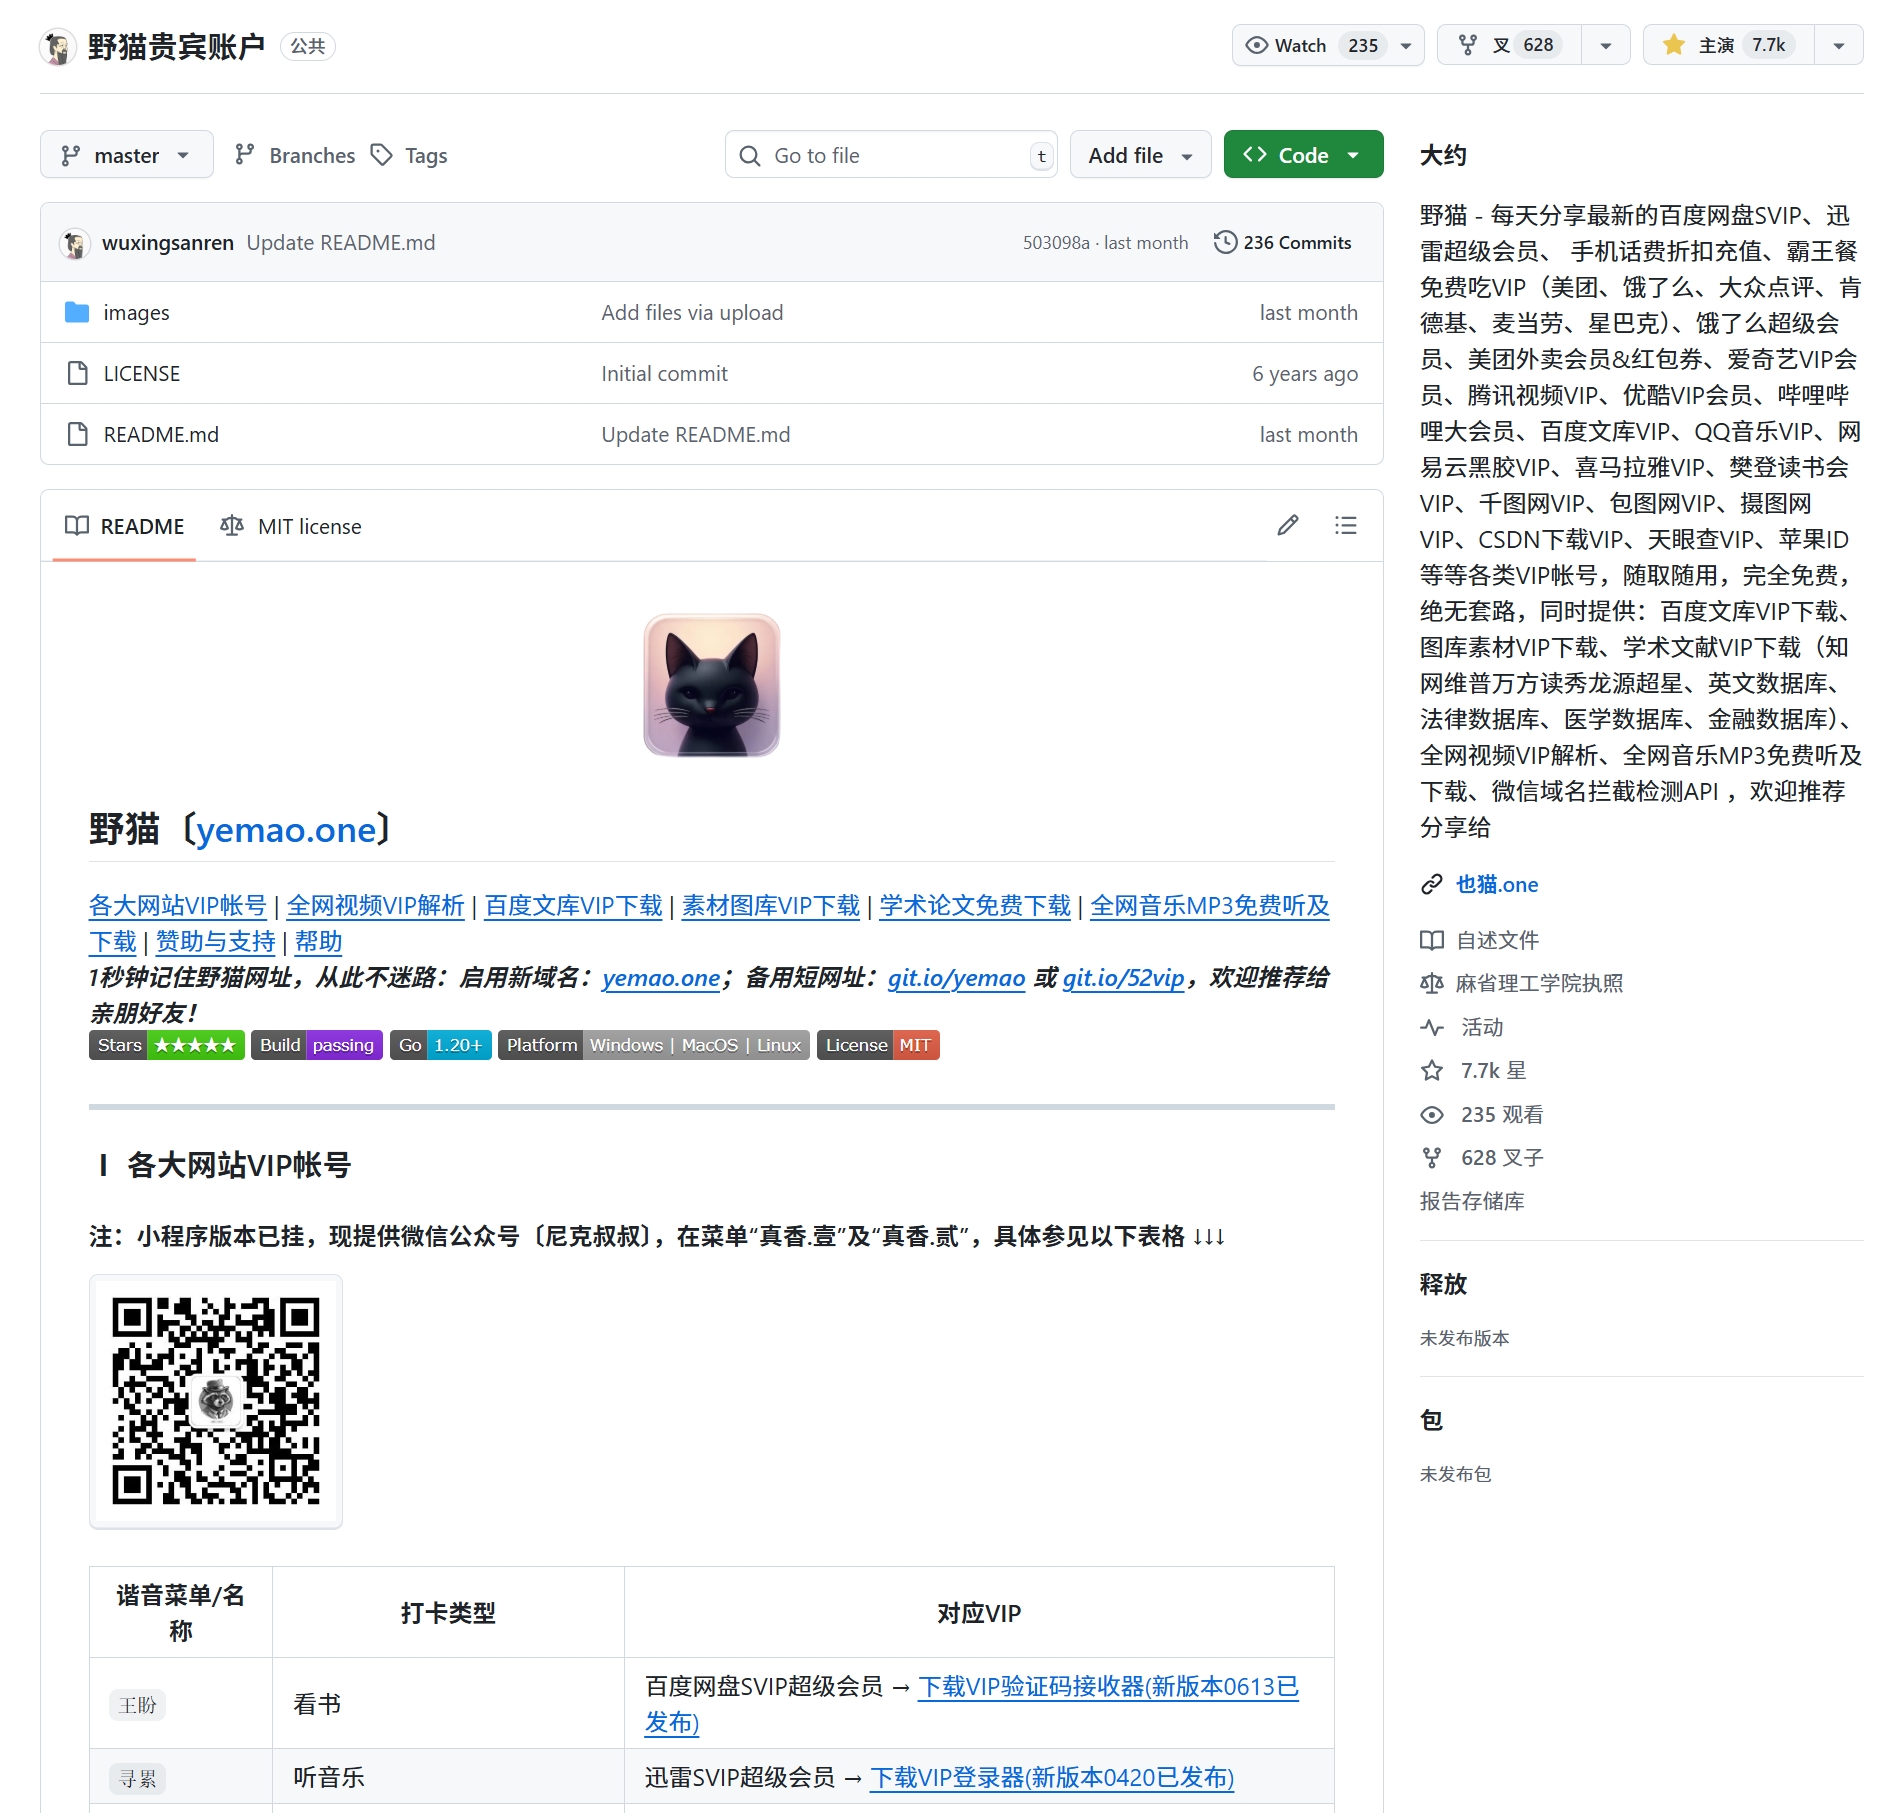 野猫贵宾账户 公共
Watch 235
叉 628
主演 7.7k
master
Branches
Tags
Go to file t
Add file
Code
wuxingsanren Update README.md
503098a · last month
236 Commits
images Add files via upload last month
LICENSE Initial commit 6 years ago
README.md Update README.md last month
README
MIT license
野猫〔yemao.one〕
各大网站VIP帐号 | 全网视频VIP解析 | 百度文库VIP下载 | 素材图库VIP下载 | 学术论文免费下载 | 全网音乐MP3免费听及
下载 | 赞助与支持 | 帮助
1秒钟记住野猫网址，从此不迷路：启用新域名：yemao.one；备用短网址：git.io/yemao 或 git.io/52vip，欢迎推荐给
亲朋好友！
Stars ★★★★★ Build passing Go 1.20+ Platform Windows | MacOS | Linux License MIT
Ⅰ 各大网站VIP帐号
注：小程序版本已挂，现提供微信公众号〔尼克叔叔〕，在菜单“真香.壹”及“真香.贰”，具体参见以下表格 ↓↓↓
谐音菜单/名
称
打卡类型
对应VIP
王盼
看书
百度网盘SVIP超级会员 → 下载VIP验证码接收器(新版本0613已
发布)
寻累
听音乐
迅雷SVIP超级会员 → 下载VIP登录器(新版本0420已发布)
大约
野猫 - 每天分享最新的百度网盘SVIP、迅
雷超级会员、 手机话费折扣充值、霸王餐
免费吃VIP（美团、饿了么、大众点评、肯
德基、麦当劳、星巴克）、饿了么超级会
员、美团外卖会员&红包券、爱奇艺VIP会
员、腾讯视频VIP、优酷VIP会员、哔哩哔
哩大会员、百度文库VIP、QQ音乐VIP、网
易云黑胶VIP、喜马拉雅VIP、樊登读书会
VIP、千图网VIP、包图网VIP、摄图网
VIP、CSDN下载VIP、天眼查VIP、苹果ID
等等各类VIP帐号，随取随用，完全免费，
绝无套路，同时提供：百度文库VIP下载、
图库素材VIP下载、学术文献VIP下载（知
网维普万方读秀龙源超星、英文数据库、
法律数据库、医学数据库、金融数据库）、
全网视频VIP解析、全网音乐MP3免费听及
下载、微信域名拦截检测API ，欢迎推荐
分享给
也猫.one
自述文件
麻省理工学院执照
活动
7.7k 星
235 观看
628 叉子
报告存储库
释放
未发布版本
包
未发布包